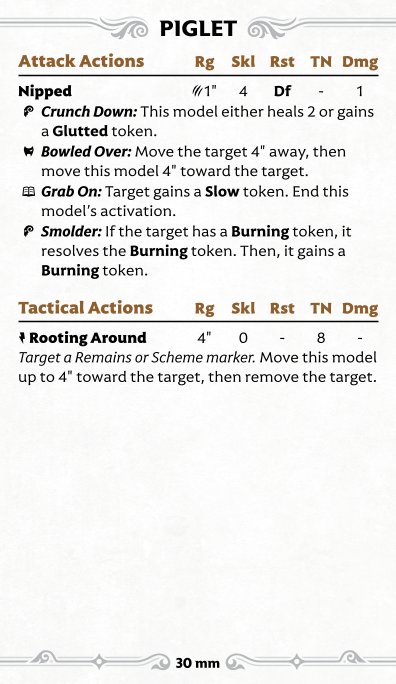 PIGLET
Attack Actions Rg Skl Rst TN Dmg
Nipped 1" 4 Df - 1
Crunch Down: This model either heals 2 or gains
a Glutted token.
Bowled Over: Move the target 4" away, then
move this model 4" toward the target.
Grab On: Target gains a Slow token. End this
model's activation.
Smolder: If the target has a Burning token, it
resolves the Burning token. Then, it gains a
Burning token.
Tactical Actions Rg Skl Rst TN Dmg
Rooting Around 4" 0 - 8 -
Target a Remains or Scheme marker. Move this model
up to 4" toward the target, then remove the target.
30 mm